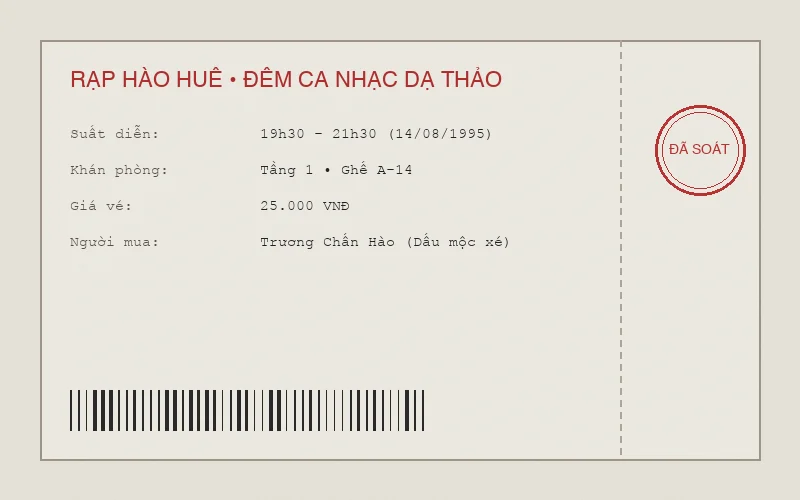 RẠP HÀO HUÊ • ĐÊM CA NHẠC DẠ THẢO
Suất diễn: 19h30 - 21h30 (14/08/1995)
ĐÃ SOÁT
Khán phòng: Tầng 1 • Ghế A-14
Giá vé: 25.000 VNĐ
Người mua: Trương Chấn Hào (Dấu mộc xé)